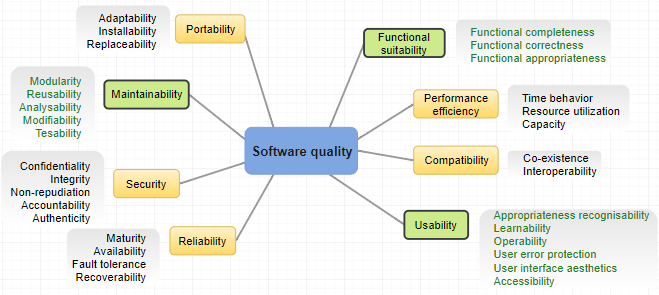 Adaptability
Installability
Replaceability
Portability
Functional
suitability
Functional completeness
Functional correctness
Functional appropriateness
Modularity
Reusability
Analysability
Modifiability
Tesability
Maintainability
Performance
efficiency
Time behavior
Resource utilization
Capacity
Software quality
Compatibility
Co-existence
Interoperability
Confidentiality
Integrity
Non-repudiation
Accountability
Authenticity
Security
Usability
Appropriateness recognisability
Learnability
Operability
User error protection
User interface aesthetics
Accessibility
Maturity
Availability
Fault tolerance
Recoverability
Reliability